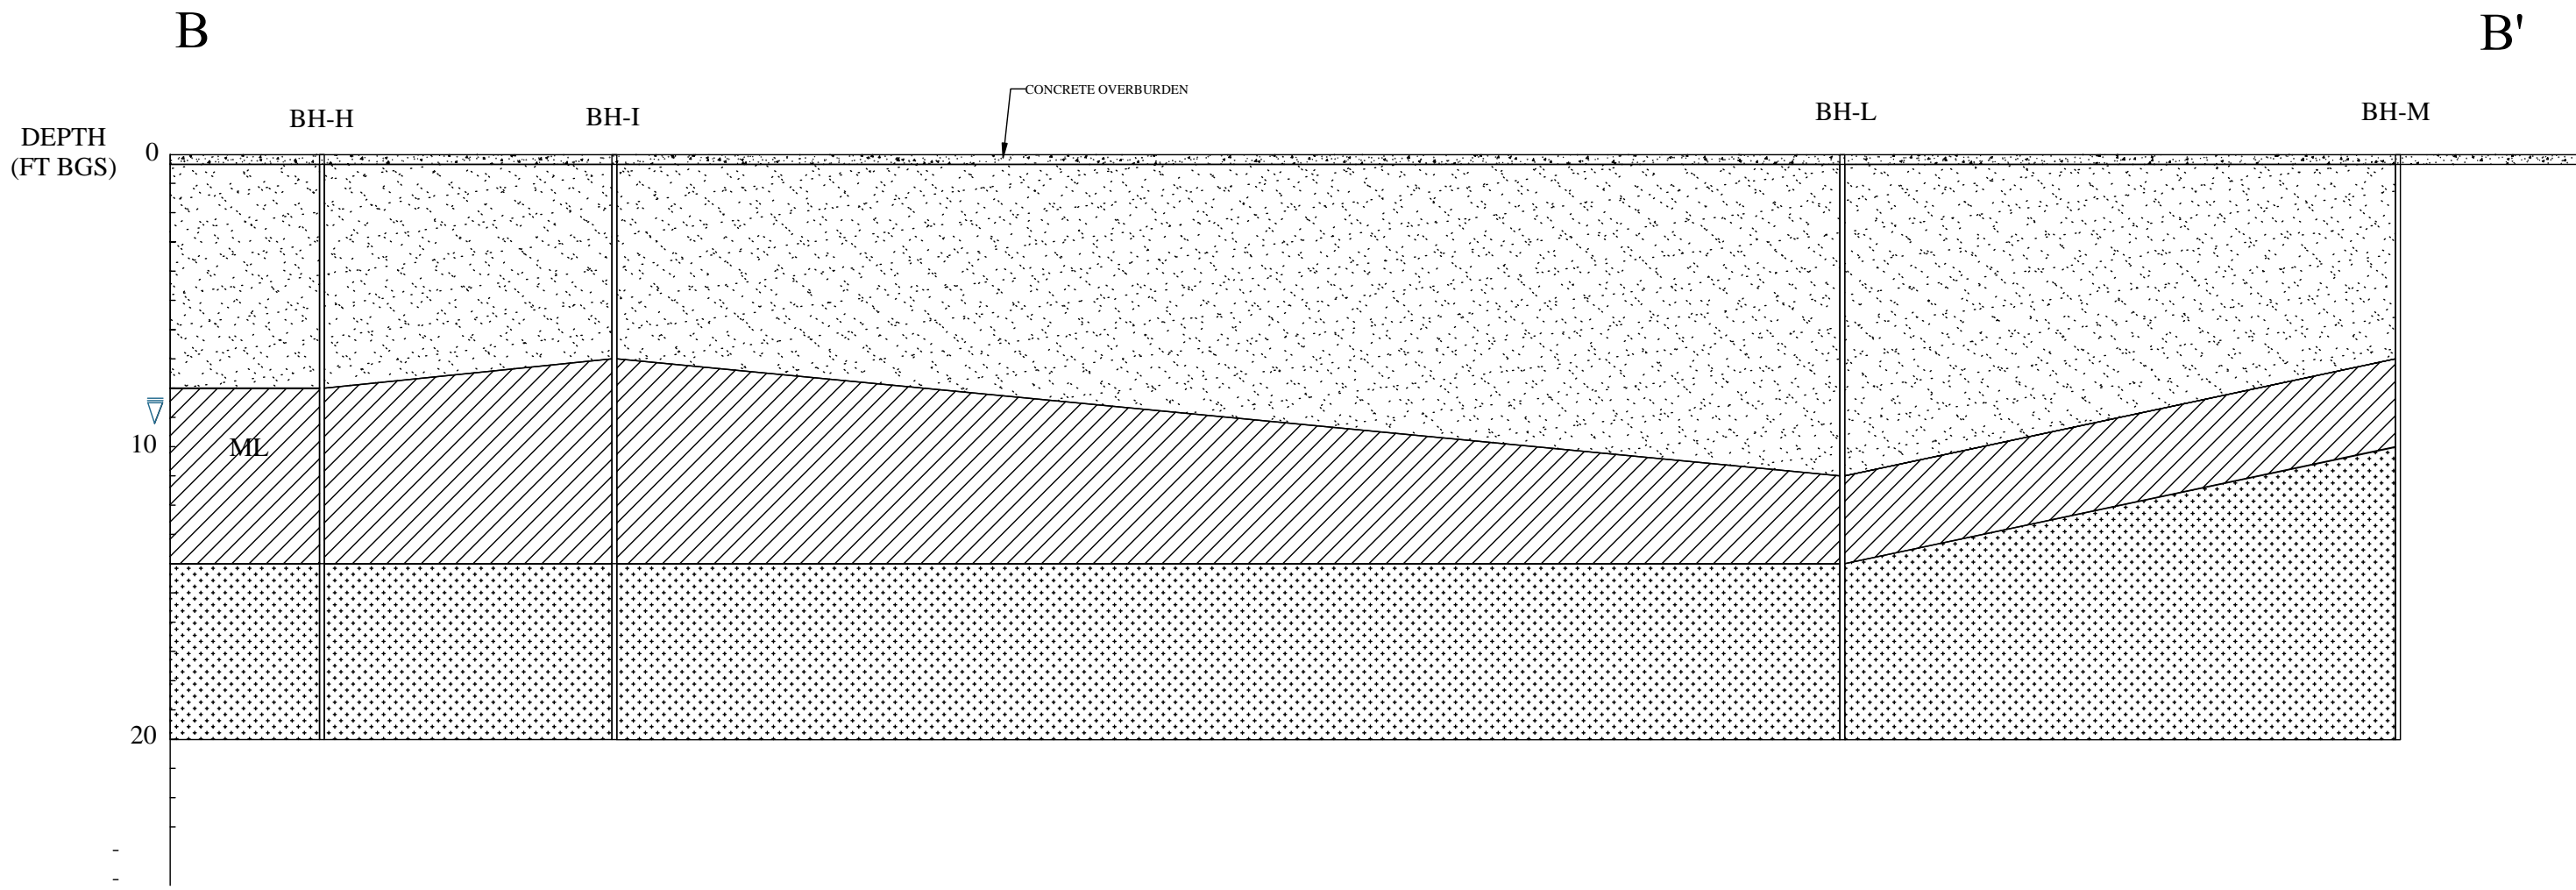 B
B'
CONCRETE OVERBURDEN
BH-H
BH-I
BH-L
BH-M
DEPTH
(FT BGS)
0
10
ML
20
-
-